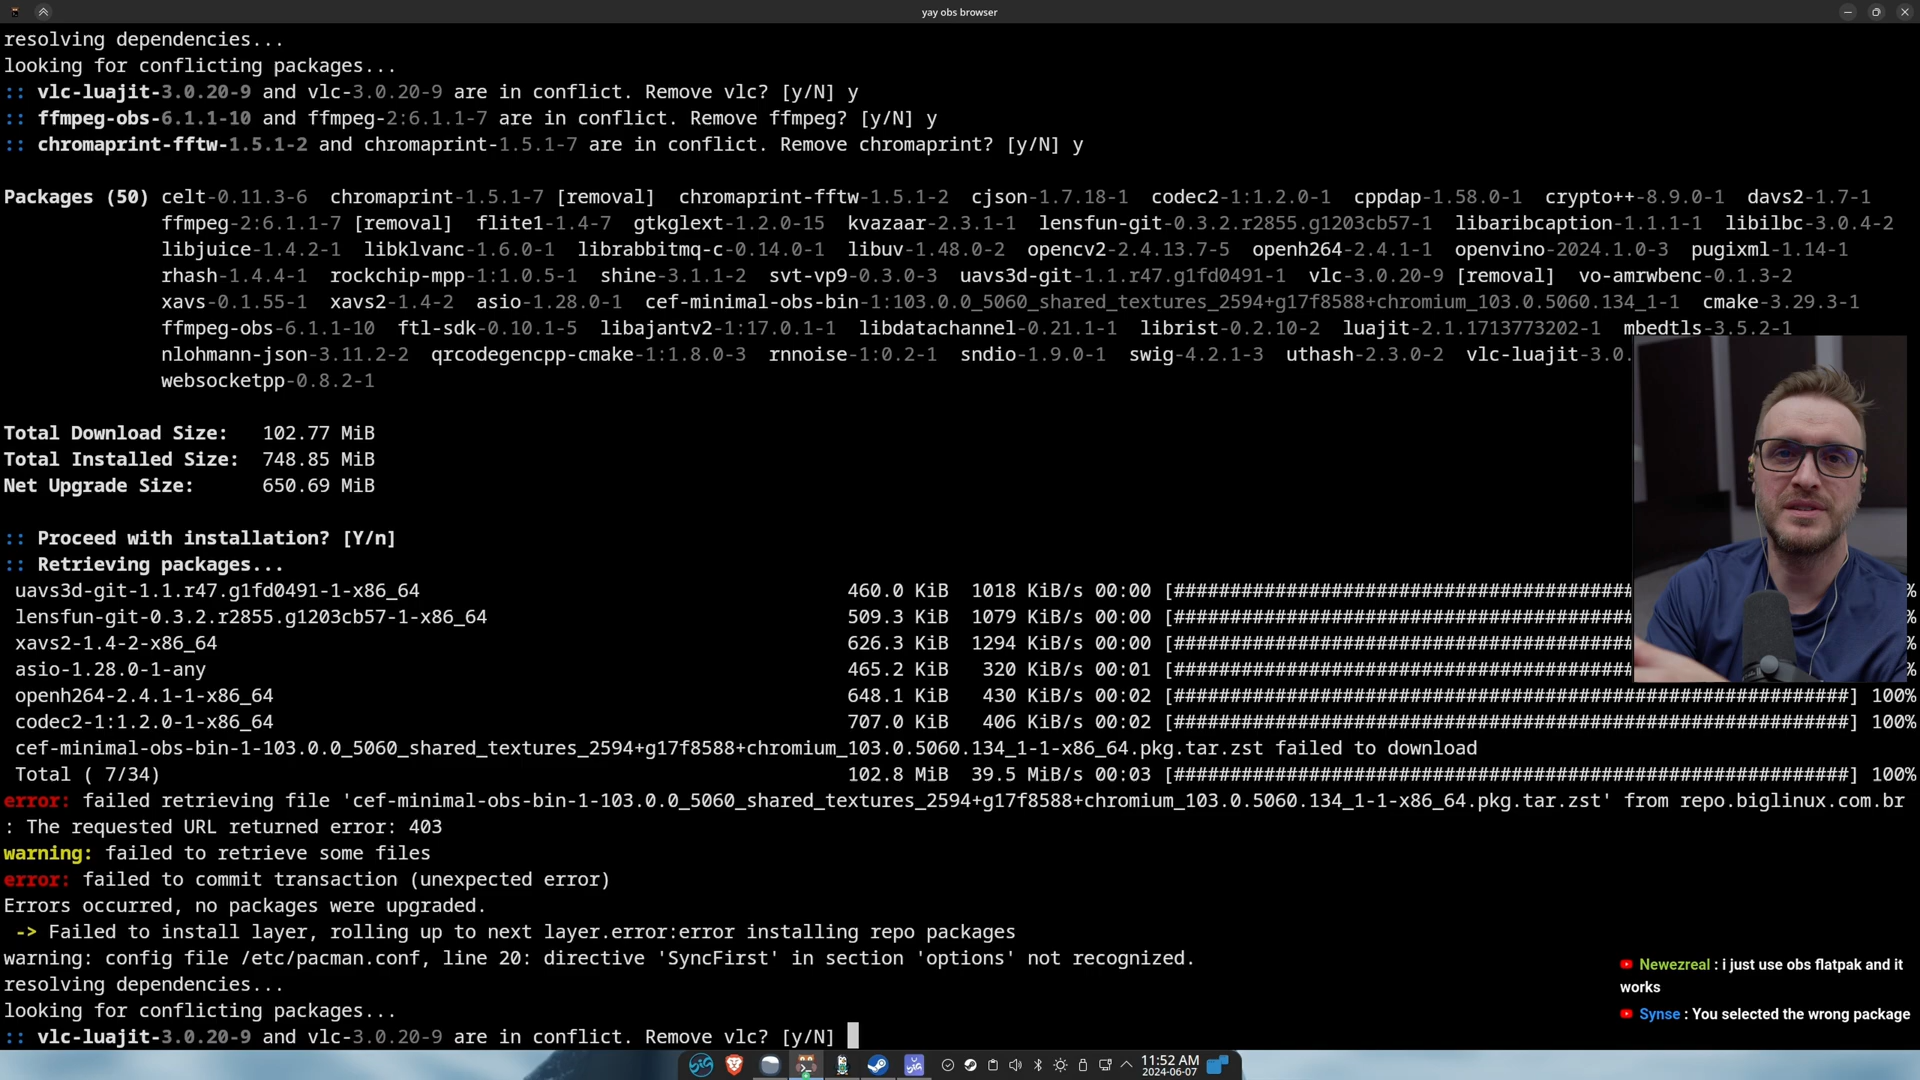 yay obs browser
resolving dependencies...
looking for conflicting packages...
:: vlc-luajit-3.0.20-9 and vlc-3.0.20-9 are in conflict. Remove vlc? [y/N] y
:: ffmpeg-obs-6.1.1-10 and ffmpeg-2:6.1.1-7 are in conflict. Remove ffmpeg? [y/N] y
:: chromaprint-fftw-1.5.1-2 and chromaprint-1.5.1-7 are in conflict. Remove chromaprint? [y/N] y
Packages (50) celt-0.11.3-6 chromaprint-1.5.1-7 [removal] chromaprint-fftw-1.5.1-2 cjson-1.7.18-1 codec2-1:1.2.0-1 cppdap-1.58.0-1 crypto++-8.9.0-1 davs2-1.7-1
ffmpeg-2:6.1.1-7 [removal] flite1-1.4-7 gtkglext-1.2.0-15 kvazaar-2.3.1-1 lensfun-git-0.3.2.r2855.g1203cb57-1 libaribcaption-1.1.1-1 libilbc-3.0.4-2
libjuice-1.4.2-1 libklvanc-1.6.0-1 librabbitmq-c-0.14.0-1 libuv-1.48.0-2 opencv2-2.4.13.7-5 openh264-2.4.1-1 openvino-2024.1.0-3 pugixml-1.14-1
rhash-1.4.4-1 rockchip-mpp-1:1.0.5-1 shine-3.1.1-2 svt-vp9-0.3.0-3 uavs3d-git-1.1.r47.g1fd0491-1 vlc-3.0.20-9 [removal] vo-amrwbenc-0.1.3-2
xavs-0.1.55-1 xavs2-1.4-2 asio-1.28.0-1 cef-minimal-obs-bin-1:103.0.0_5060_shared_textures_2594+g17f8588+chromium_103.0.5060.134_1-1 cmake-3.29.3-1
ffmpeg-obs-6.1.1-10 ftl-sdk-0.10.1-5 libajantv2-1:17.0.1-1 libdatachannel-0.21.1-1 librist-0.2.10-2 luajit-2.1.1713773202-1 mbedtls-3.5.2-1
nlohmann-json-3.11.2-2 qrcodegencpp-cmake-1:1.8.0-3 rnnoise-1:0.2-1 sndio-1.9.0-1 swig-4.2.1-3 uthash-2.3.0-2 vlc-luajit-3.0.
websocketpp-0.8.2-1
Total Download Size: 102.77 MiB
Total Installed Size: 748.85 MiB
Net Upgrade Size: 650.69 MiB
:: Proceed with installation? [Y/n]
:: Retrieving packages...
uavs3d-git-1.1.r47.g1fd0491-1-x86_64 460.0 KiB 1018 KiB/s 00:00 [######################################### %
lensfun-git-0.3.2.r2855.g1203cb57-1-x86_64 509.3 KiB 1079 KiB/s 00:00 [######################################### %
xavs2-1.4-2-x86_64 626.3 KiB 1294 KiB/s 00:00 [######################################### %
asio-1.28.0-1-any 465.2 KiB 320 KiB/s 00:01 [######################################### %
openh264-2.4.1-1-x86_64 648.1 KiB 430 KiB/s 00:02 [############################################################] 100%
codec2-1:1.2.0-1-x86_64 707.0 KiB 406 KiB/s 00:02 [############################################################] 100%
cef-minimal-obs-bin-1-103.0.0_5060_shared_textures_2594+g17f8588+chromium_103.0.5060.134_1-1-x86_64.pkg.tar.zst failed to download
Total ( 7/34) 102.8 MiB 39.5 MiB/s 00:03 [############################################################] 100%
error: failed retrieving file 'cef-minimal-obs-bin-1-103.0.0_5060_shared_textures_2594+g17f8588+chromium_103.0.5060.134_1-1-x86_64.pkg.tar.zst' from repo.biglinux.com.br
: The requested URL returned error: 403
warning: failed to retrieve some files
error: failed to commit transaction (unexpected error)
Errors occurred, no packages were upgraded.
-> Failed to install layer, rolling up to next layer.error:error installing repo packages
warning: config file /etc/pacman.conf, line 20: directive 'SyncFirst' in section 'options' not recognized.
resolving dependencies...
looking for conflicting packages...
:: vlc-luajit-3.0.20-9 and vlc-3.0.20-9 are in conflict. Remove vlc? [y/N]
Newezreal : i just use obs flatpak and it
works
Synse : You selected the wrong package
11:52 AM
2024-06-07